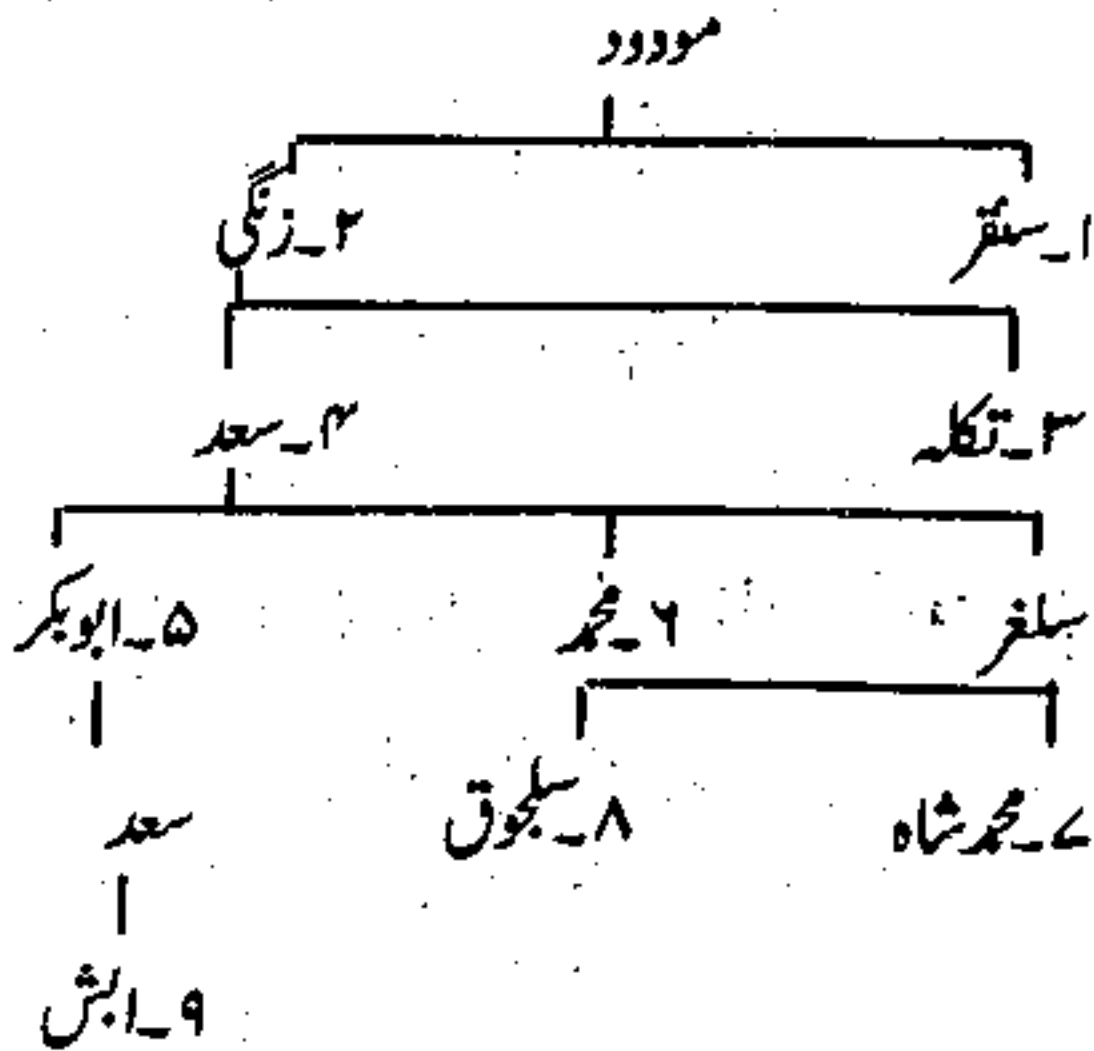 مودود
۱۔سنقر ۲۔زنگی
۳۔تکلہ ۴۔سعد
سلغر ۶۔محمد ۵۔ابوبکر
۷۔محمد شاہ ۸۔سلجوق سعد
۹۔ابش